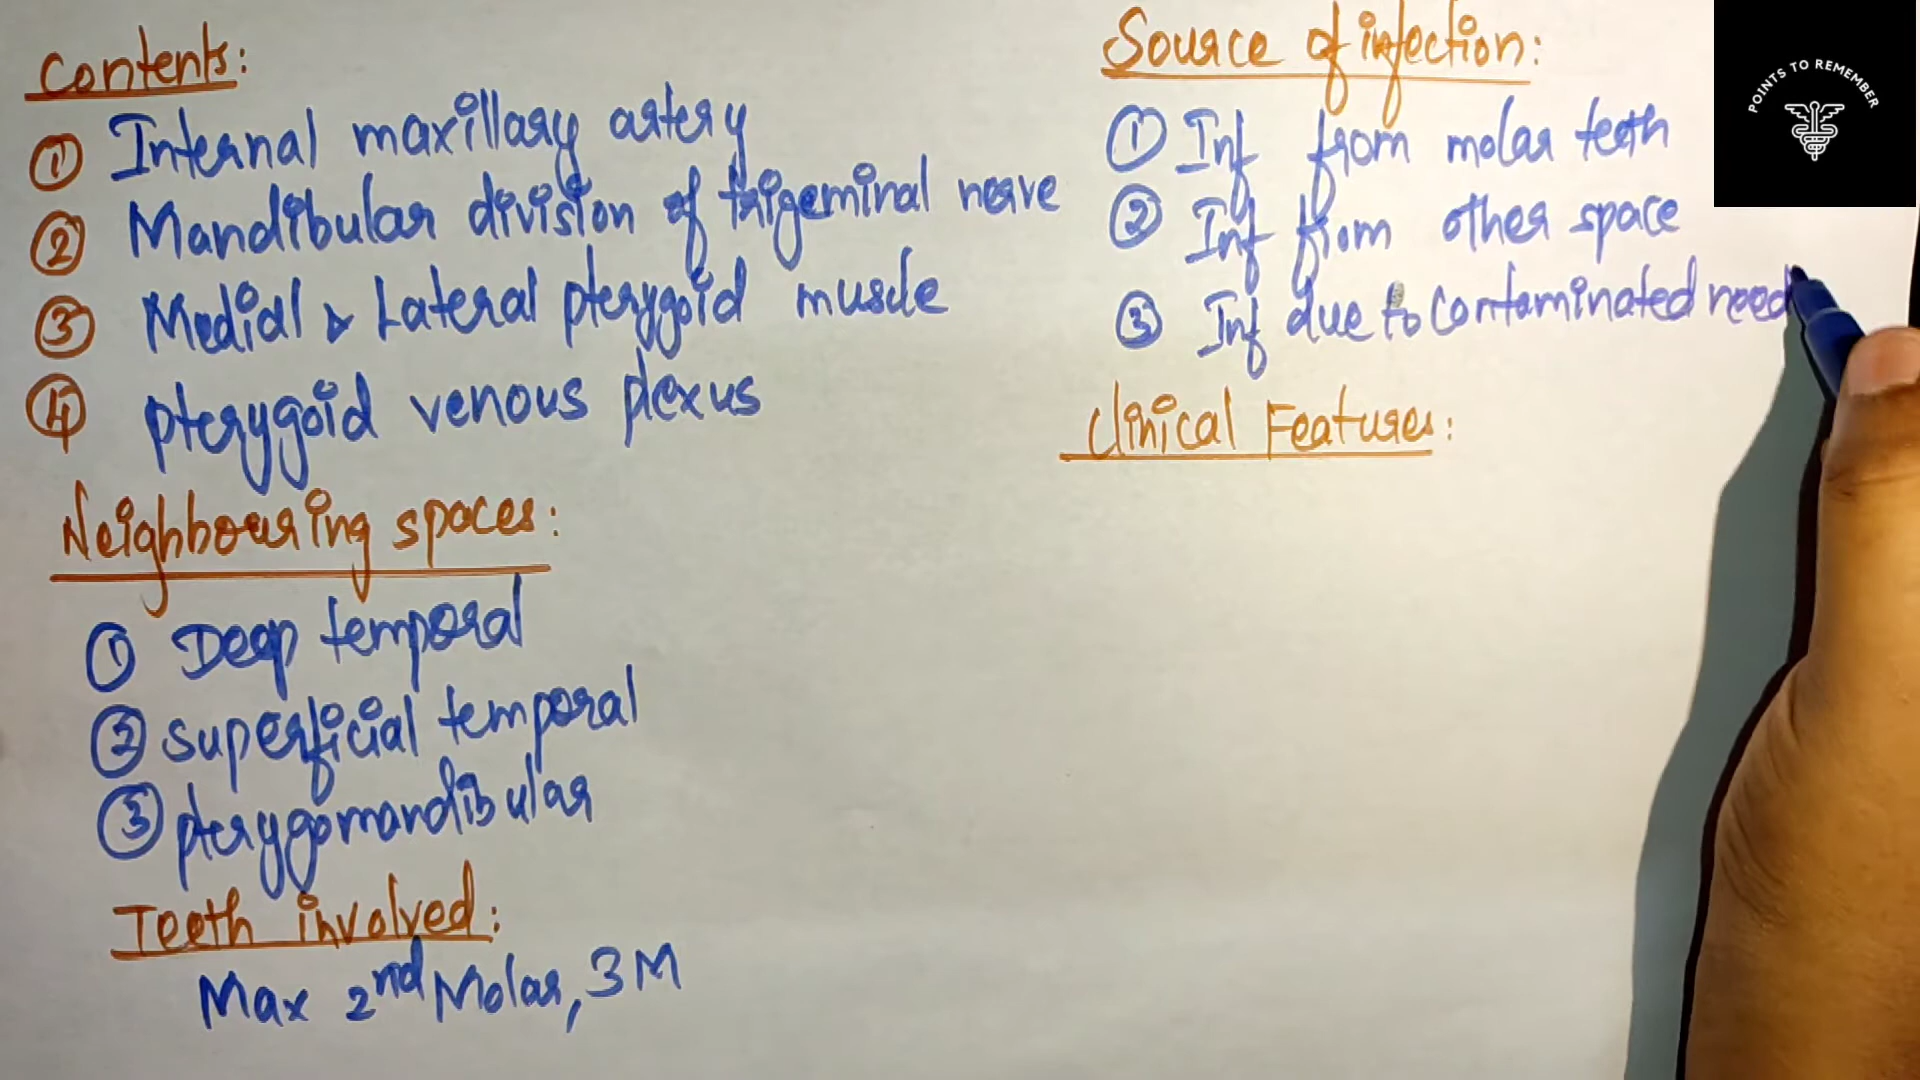 Contents:
① Internal maxillary artery
② Mandibular division of trigeminal nerve
③ Medial & Lateral pterygoid muscle
④ pterygoid venous plexus
Neighbouring spaces:
① Deep temporal
② superficial temporal
③ pterygomandibular
Teeth involved:
Max 2nd Molar, 3M
Source of infection:
① Inf from molar teeth
② Inf from other space
③ Inf due to contaminated need
Clinical Features:
POINTS TO REMEMBER